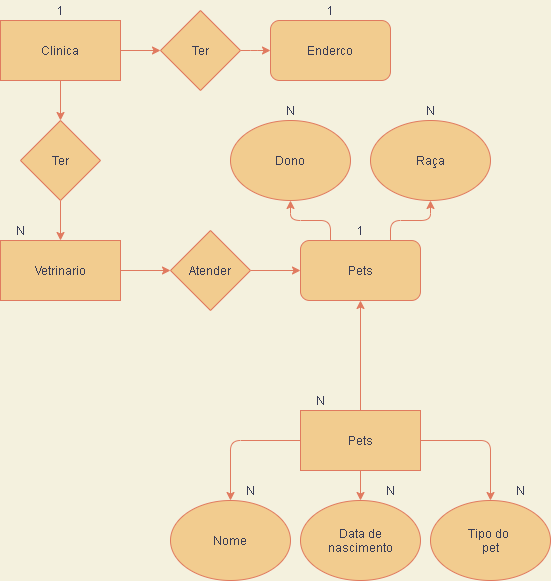 1
1
Clinica
Ter
Enderco
Ter
N
N
Dono
Raça
N
1
Vetrinario
Atender
Pets
N
Pets
N
N
N
Nome
Data de
nascimento
Tipo do
pet